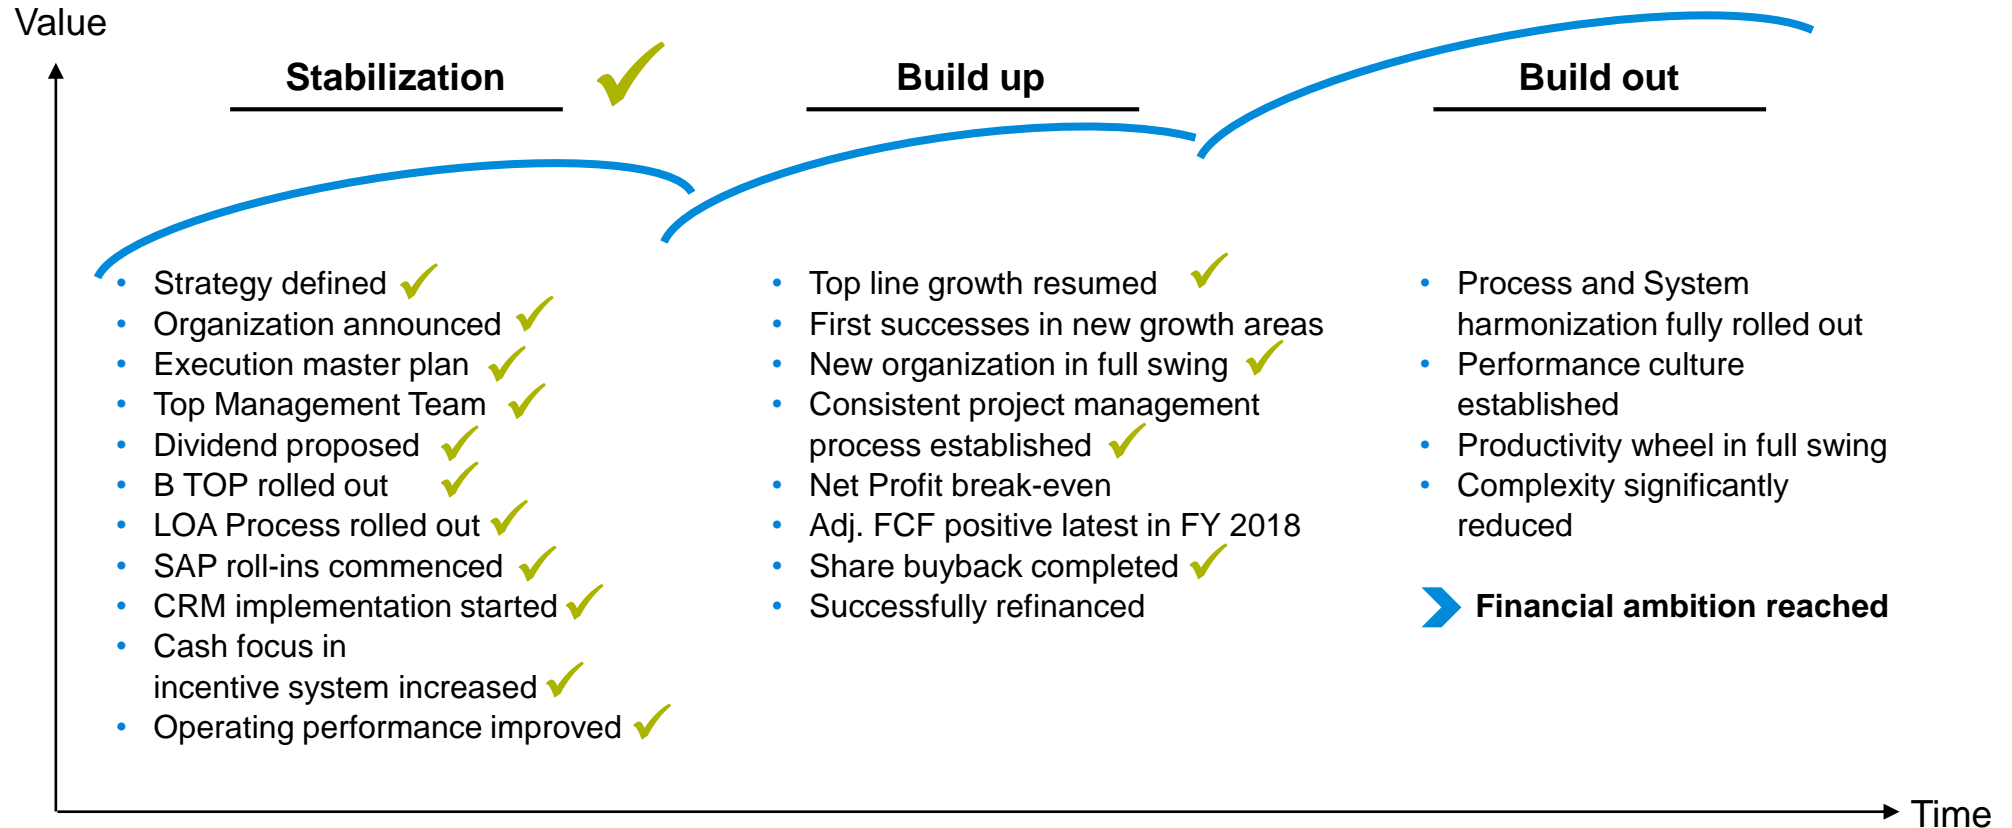 Value
Stabilization
Build up
Build out
• Strategy defined
• Organization announced
• Execution master plan
• Top Management Team
• Dividend proposed
• B TOP rolled out
• LOA Process rolled out
• SAP roll-ins commenced
• CRM implementation started
• Cash focus in
incentive system increased
• Operating performance improved
• Top line growth resumed
• First successes in new growth areas
• New organization in full swing
• Consistent project management
process established
• Net Profit break-even
• Adj. FCF positive latest in FY 2018
• Share buyback completed
• Successfully refinanced
• Process and System
harmonization fully rolled out
• Performance culture
established
• Productivity wheel in full swing
• Complexity significantly
reduced
Financial ambition reached
Time